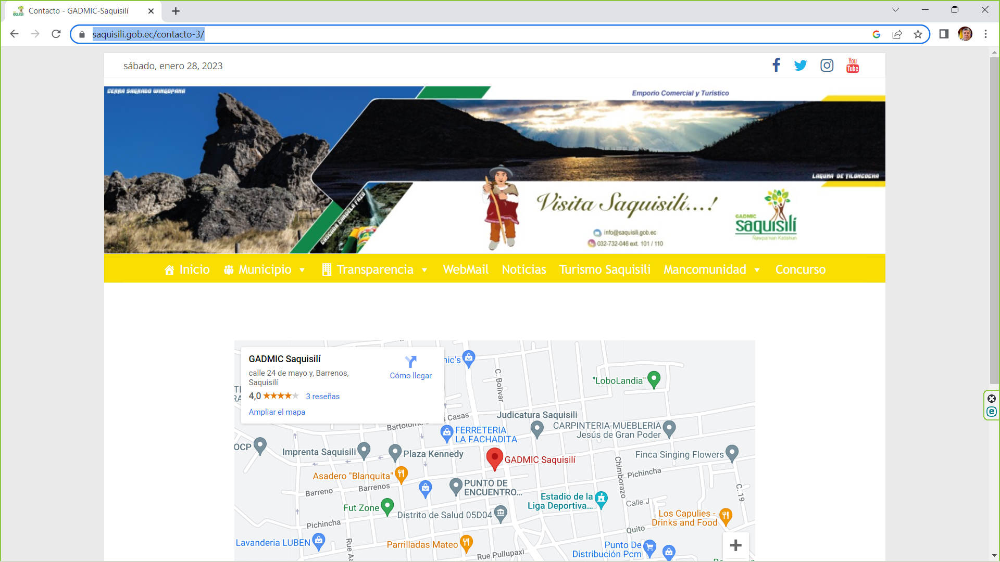 Contacto - GADMIC-Saquisilí
saquisili.gob.ec/contacto-3/
sábado, enero 28, 2023
You
Tube
CERRA SAGRADO WINGOPANA
Emporio Comercial y Turístico
LAGUNA DE TILONCOCHA
CASCADA CANDELA FAZO
Visita Saquisilí...!
info@saquisili.gob.ec
032-732-046 ext. 101 / 110
GADMIC
saquisilí
Ñawpaman Katishun
Inicio
Municipio
Transparencia
WebMail
Noticias
Turismo Saquisili
Mancomunidad
Concurso
GADMIC Saquisilí
calle 24 de mayo y, Barrenos,
Saquisilí
Cómo llegar
4,0
3 reseñas
Ampliar el mapa
nic's
C. Bolivar
"LoboLandia"
s Casas
Bartolomé
Judicatura Saquisili
FERRETERIA
LA FACHADITA
CARPINTERIA-MUEBLERIA
Jesús de Gran Poder
OCP
Imprenta Saquisili
Plaza Kennedy
GADMIC Saquisilí
Finca Singing Flowers
Asadero "Blanquita"
Chimborazo
Pichincha
Barreno
Barrenos
PUNTO DE
ENCUENTRO...
C. 19
Estadio de la
Liga Deportiva...
Calle J
Fut Zone
Distrito de Salud 05D04
Los Capulies -
Drinks and Food
Pichincha
Quito
Lavanderia LUBEN
Parrilladas Mateo
Rue Pullupaxi
Punto De
Distribución Pcm